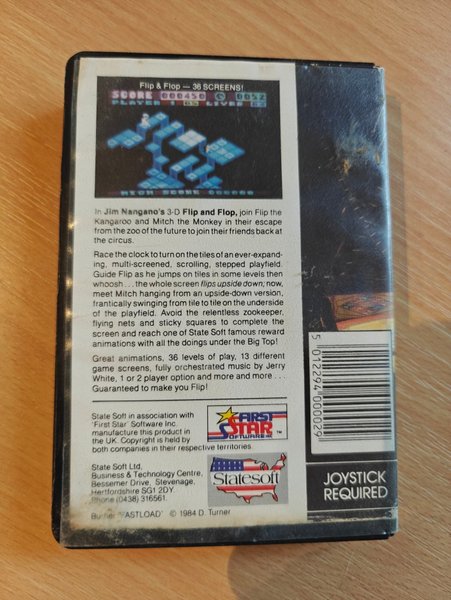 Flip & Flop — 36 SCREENS!
SCORE 000450 @ 0052
PLAYER 1 05 LIVES 02
HIGH SCORE
In Jim Nangano's 3-D Flip and Flop, join Flip the
Kangaroo and Mitch the Monkey in their escape
from the zoo of the future to join their friends back at
the circus.
Race the clock to turn on the tiles of an ever-expand-
ing, multi-screened, scrolling, stepped playfield.
Guide Flip as he jumps on tiles in some levels then
whoosh . . . the whole screen flips upside down; now,
meet Mitch hanging from an upside-down version,
frantically swinging from tile to tile on the underside
of the playfield. Avoid the relentless zookeeper,
flying nets and sticky squares to complete the
screen and reach one of State Soft famous reward
animations with all the doings under the Big Top!
Great animations, 36 levels of play, 13 different
game screens, fully orchestrated music by Jerry
White, 1 or 2 player option and more and more . . .
Guaranteed to make you Flip!
State Soft in association with
'First Star' Software Inc.
manufacture this product in
the UK. Copyright is held by
both companies in their respective territories.
FIRST
STAR TM
SOFTWARE INC.
State Soft Ltd,
Business & Technology Centre,
Bessemer Drive, Stevenage,
Hertfordshire SG1 2DY
Phone (0438) 316561.
Statesoft
Burner "FASTLOAD" © 1984 D. Turner
5 012294 000029
JOYSTICK
REQUIRED